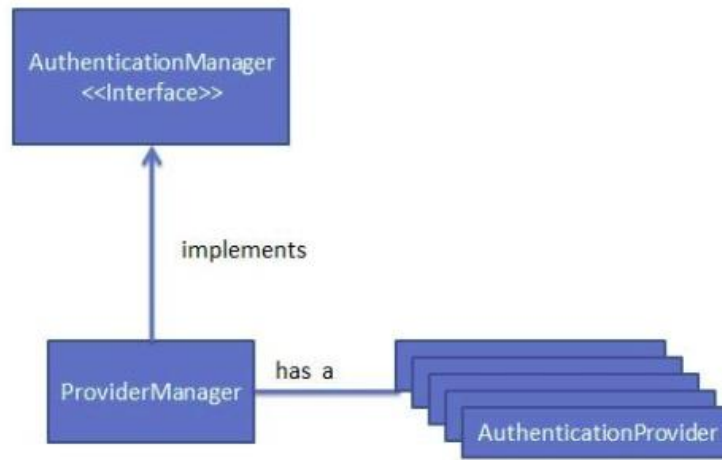 AuthenticationManager
<<Interface>>
implements
ProviderManager
has a
AuthenticationProvider